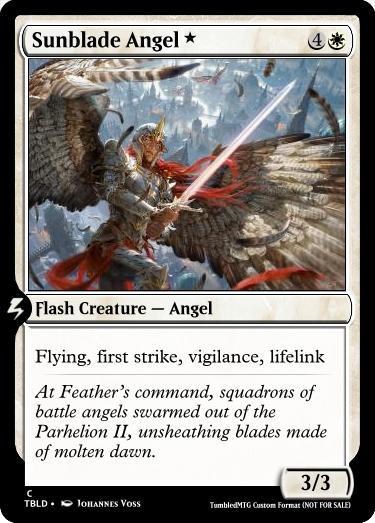 Sunblade Angel ★ 4
Flash Creature — Angel
Flying, first strike, vigilance, lifelink
At Feather's command, squadrons of
battle angels swarmed out of the
Parhelion II, unsheathing blades made
of molten dawn.
3/3
C
TBLD • Johannes Voss
TumbledMTG Custom Format (NOT FOR SALE)